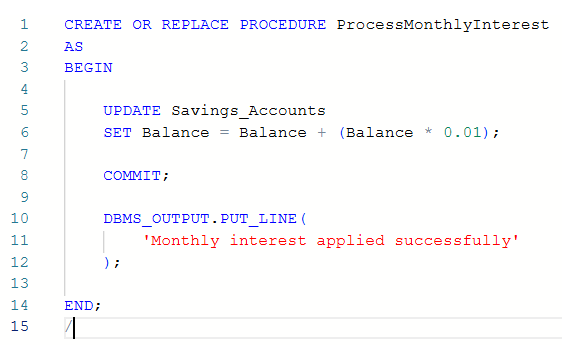 1 CREATE OR REPLACE PROCEDURE ProcessMonthlyInterest
2 AS
3 BEGIN
4
5 UPDATE Savings_Accounts
6 SET Balance = Balance + (Balance * 0.01);
7
8 COMMIT;
9
10 DBMS_OUTPUT.PUT_LINE(
11 'Monthly interest applied successfully'
12 );
13
14 END;
15 /